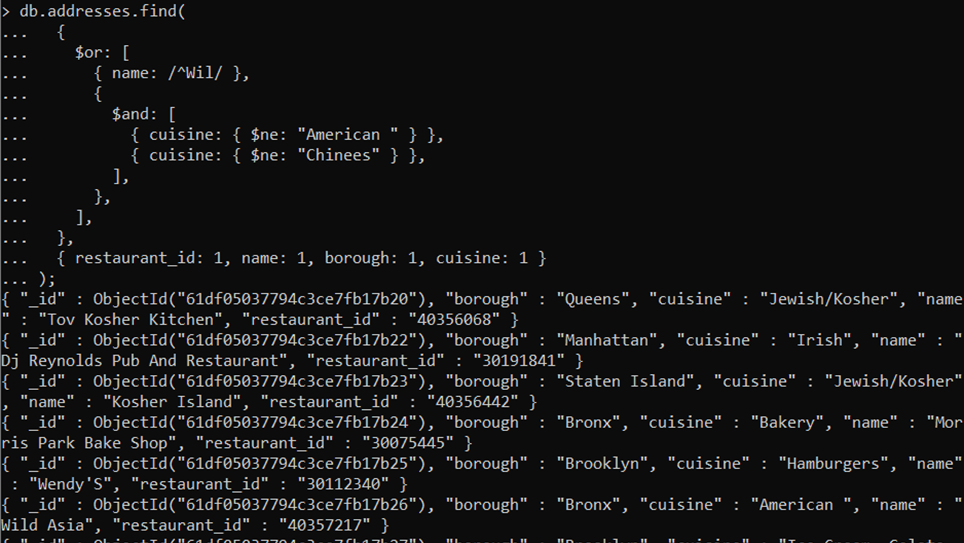 > db.addresses.find(
...   {
...     $or: [
...       { name: /^Wil/ },
...       {
...         $and: [
...           { cuisine: { $ne: "American " } },
...           { cuisine: { $ne: "Chinees" } },
...         ],
...       },
...     ],
...   },
...   { restaurant_id: 1, name: 1, borough: 1, cuisine: 1 }
... );
{ "_id" : ObjectId("61df05037794c3ce7fb17b20"), "borough" : "Queens", "cuisine" : "Jewish/Kosher", "name
" : "Tov Kosher Kitchen", "restaurant_id" : "40356068" }
{ "_id" : ObjectId("61df05037794c3ce7fb17b22"), "borough" : "Manhattan", "cuisine" : "Irish", "name" : "
Dj Reynolds Pub And Restaurant", "restaurant_id" : "30191841" }
{ "_id" : ObjectId("61df05037794c3ce7fb17b23"), "borough" : "Staten Island", "cuisine" : "Jewish/Kosher"
, "name" : "Kosher Island", "restaurant_id" : "40356442" }
{ "_id" : ObjectId("61df05037794c3ce7fb17b24"), "borough" : "Bronx", "cuisine" : "Bakery", "name" : "Mor
ris Park Bake Shop", "restaurant_id" : "30075445" }
{ "_id" : ObjectId("61df05037794c3ce7fb17b25"), "borough" : "Brooklyn", "cuisine" : "Hamburgers", "name"
 : "Wendy'S", "restaurant_id" : "30112340" }
{ "_id" : ObjectId("61df05037794c3ce7fb17b26"), "borough" : "Bronx", "cuisine" : "American ", "name" : "
Wild Asia", "restaurant_id" : "40357217" }